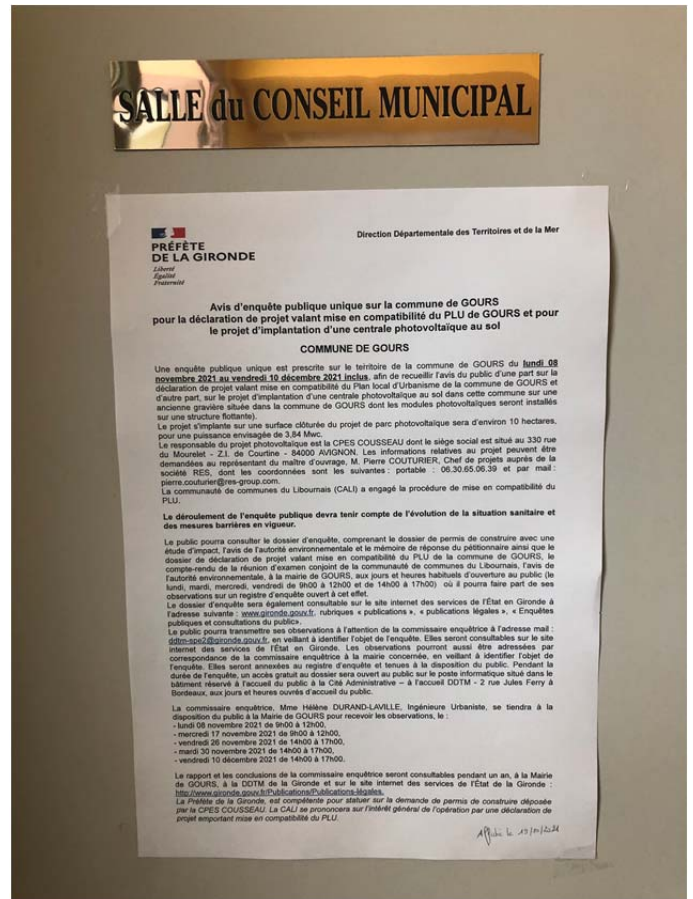 SALLE du CONSEIL MUNICIPAL
PRÉFÈTE
DE LA GIRONDE
Liberté
Égalité
Fraternité
Direction Départementale des Territoires et de la Mer
Avis d'enquête publique unique sur la commune de GOURS
pour la déclaration de projet valant mise en compatibilité du PLU de GOURS et pour
le projet d'implantation d'une centrale photovoltaïque au sol
COMMUNE DE GOURS
Une enquête publique unique est prescrite sur le territoire de la commune de GOURS du lundi 08
novembre 2021 au vendredi 10 décembre 2021 inclus, afin de recueillir l'avis du public d'une part sur la
déclaration de projet valant mise en compatibilité du Plan local d'Urbanisme de la commune de GOURS et
d'autre part, sur le projet d'implantation d'une centrale photovoltaïque au sol dans cette commune sur une
ancienne gravière située dans la commune de GOURS dont les modules photovoltaïques seront installés
sur une structure flottante).
Le projet s'implante sur une surface clôturée du projet de parc photovoltaïque sera d'environ 10 hectares,
pour une puissance envisagée de 3,84 Mwc.
Le responsable du projet photovoltaïque est la CPES COUSSEAU dont le siège social est situé au 330 rue
du Mourelet - Z.I. de Courtine - 84000 AVIGNON. Les informations relatives au projet peuvent être
demandées au représentant du maître d'ouvrage, M. Pierre COUTURIER, Chef de projets auprès de la
société RES, dont les coordonnées sont les suivantes : portable : 06.30.65.06.39 et par mail :
pierre.couturier@res-group.com.
La communauté de communes du Libournais (CALI) a engagé la procédure de mise en compatibilité du
PLU.
Le déroulement de l'enquête publique devra tenir compte de l'évolution de la situation sanitaire et
des mesures barrières en vigueur.
Le public pourra consulter le dossier d'enquête, comprenant le dossier de permis de construire avec une
étude d'impact, l'avis de l'autorité environnementale et le mémoire de réponse du pétitionnaire ainsi que le
dossier de déclaration de projet valant mise en compatibilité du PLU de la commune de GOURS, le
compte-rendu de la réunion d'examen conjoint de la communauté de communes du Libournais, l'avis de
l'autorité environnementale, à la mairie de GOURS, aux jours et heures habituels d'ouverture au public (le
lundi, mardi, mercredi, vendredi de 9h00 à 12h00 et de 14h00 à 17h00) où il pourra faire part de ses
observations sur un registre d'enquête ouvert à cet effet.
Le dossier d'enquête sera également consultable sur le site internet des services de l'État en Gironde à
l'adresse suivante : www.gironde.gouv.fr, rubriques « publications », « publications légales », « Enquêtes
publiques et consultations du public».
Le public pourra transmettre ses observations à l'attention de la commissaire enquêtrice à l'adresse mail :
ddtm-spe2@gironde.gouv.fr, en veillant à identifier l'objet de l'enquête. Elles seront consultables sur le site
internet des services de l'État en Gironde. Les observations pourront aussi être adressées par
correspondance de la commissaire enquêtrice à la mairie concernée, en veillant à identifier l'objet de
l'enquête. Elles seront annexées au registre d'enquête et tenues à la disposition du public. Pendant la
durée de l'enquête, un accès gratuit au dossier sera ouvert au public sur le poste informatique situé dans le
bâtiment réservé à l'accueil du public à la Cité Administrative – à l'accueil DDTM - 2 rue Jules Ferry à
Bordeaux, aux jours et heures ouvrés d'accueil du public.
La commissaire enquêtrice, Mme Hélène DURAND-LAVILLE, Ingénieure Urbaniste, se tiendra à la
disposition du public à la Mairie de GOURS pour recevoir les observations, le :
- lundi 08 novembre 2021 de 9h00 à 12h00,
- mercredi 17 novembre 2021 de 9h00 à 12h00,
- vendredi 26 novembre 2021 de 14h00 à 17h00,
- mardi 30 novembre 2021 de 14h00 à 17h00,
- vendredi 10 décembre 2021 de 14h00 à 17h00.
Le rapport et les conclusions de la commissaire enquêtrice seront consultables pendant un an, à la Mairie
de GOURS, à la DDTM de la Gironde et sur le site internet des services de l'État de la Gironde :
http://www.gironde.gouv.fr/Publications/Publications-légales.
La Préfète de la Gironde, est compétente pour statuer sur la demande de permis de construire déposée
par la CPES COUSSEAU. La CALI se prononcera sur l'intérêt général de l'opération par une déclaration de
projet emportant mise en compatibilité du PLU.
Affiché le